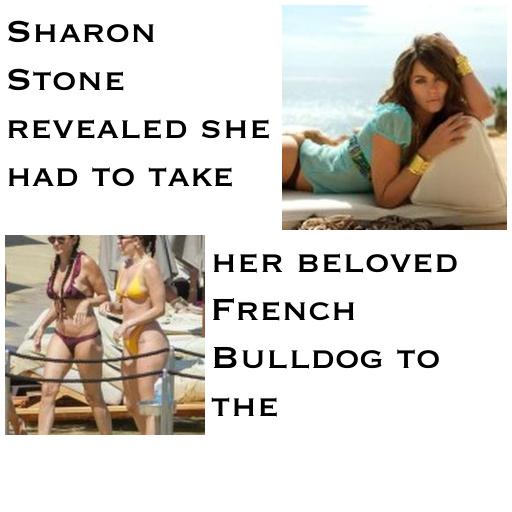 Sharon
Stone
revealed she
had to take
her beloved
French
Bulldog to
the